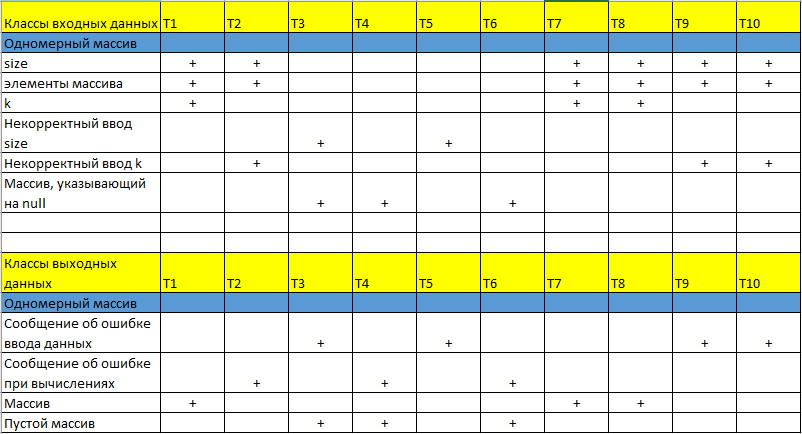 Классы входных данных T1 T2 T3 T4 T5 T6 T7 T8 T9 T10
Одномерный массив
size + + + + + +
элементы массива + + + + + +
k + + +
Некорректный ввод
size + +
Некорректный ввод k + + +
Массив, указывающий
на null + + +
Классы выходных
данных T1 T2 T3 T4 T5 T6 T7 T8 T9 T10
Одномерный массив
Сообщение об ошибке
ввода данных + + + +
Сообщение об ошибке
при вычислениях + + +
Массив + + +
Пустой массив + + +